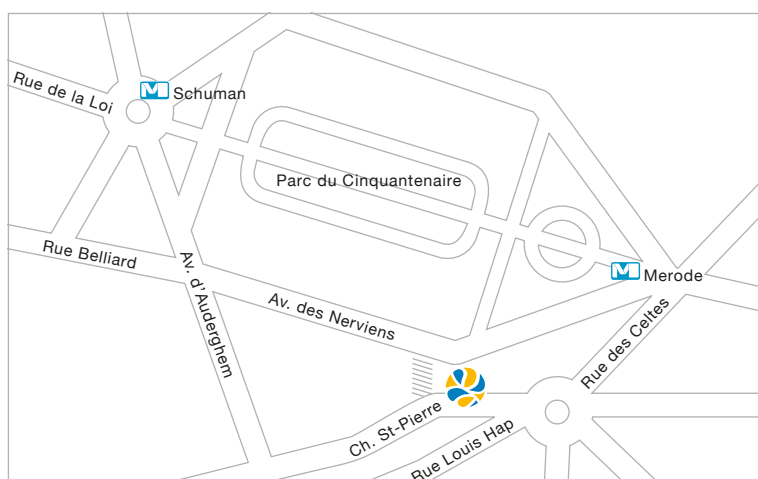 Rue de la Loi
M Schuman
Parc du Cinquantenaire
Rue Belliard
Av. d'Auderghem
M Merode
Av. des Nerviens
Rue des Celtes
Ch. St-Pierre
Rue Louis Hap